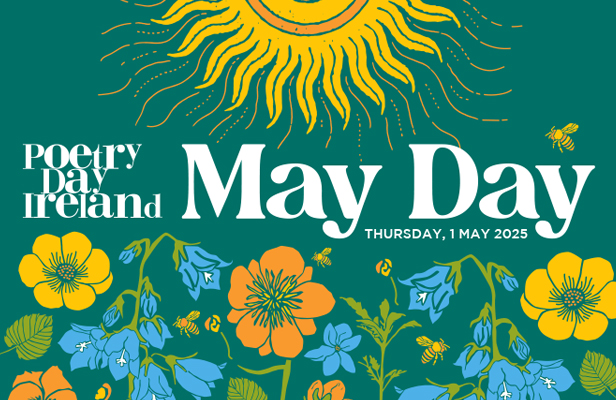 Poetry
Day
Ireland
May Day
THURSDAY, 1 MAY 2025